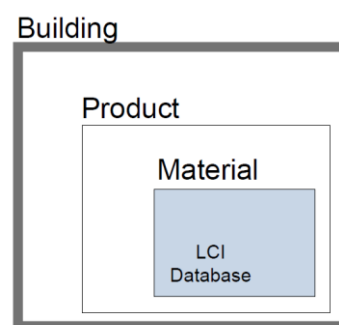 Building
Product
Material
LCI
Database